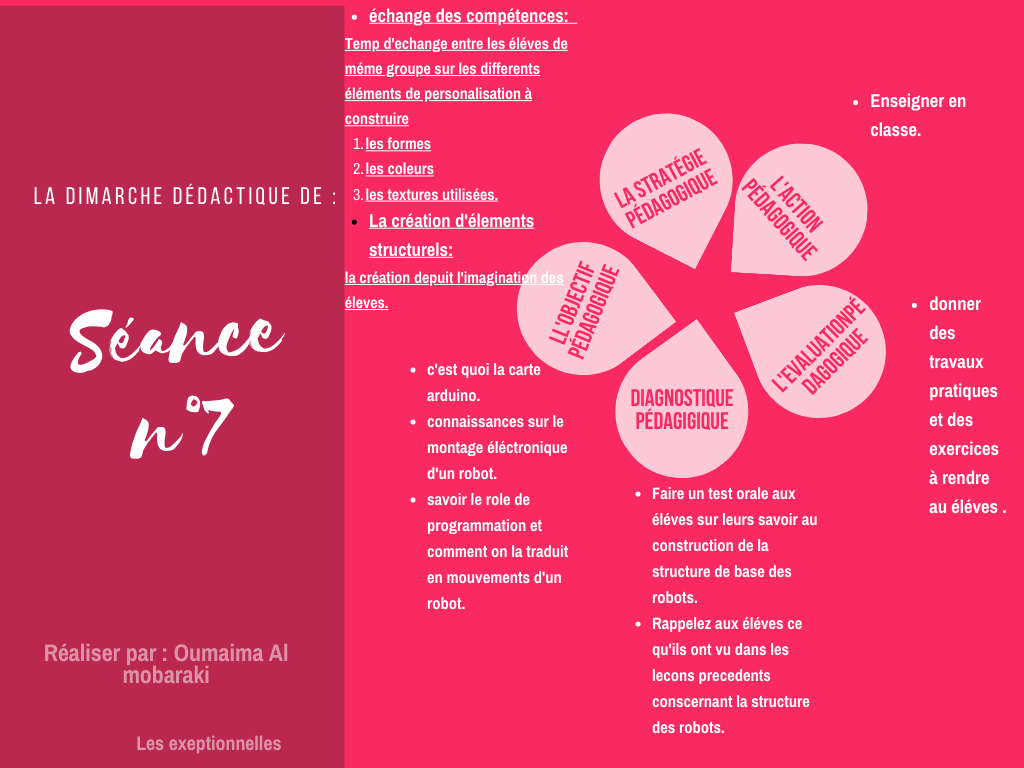 LA DIMARCHE DÉDACTIQUE DE :
Séance
n°7
Réaliser par : Oumaima Al
mobaraki
Les exeptionnelles
• échange des compétences:
Temp d'echange entre les éléves de
méme groupe sur les differents
éléments de personalisation à
construire
1. les formes
2. les coleurs
3. les textures utilisées.
• La création d'élements
structurels:
la création depuit l'imagination des
éleves.
LA STRATÉGIE
PÉDAGOGIQUE
L'ACTION
PÉDAGOGIQUE
• Enseigner en
classe.
LL'OBJECTIF
PÉDAGOGIQUE
• c'est quoi la carte
arduino.
• connaissances sur le
montage éléctronique
d'un robot.
• savoir le role de
programmation et
comment on la traduit
en mouvements d'un
robot.
DIAGNOSTIQUE
PÉDAGIGIQUE
• Faire un test orale aux
éléves sur leurs savoir au
construction de la
structure de base des
robots.
• Rappelez aux éléves ce
qu'ils ont vu dans les
lecons precedents
conscernant la structure
des robots.
L'EVALUATIONPÉ
DAGOGIQUE
• donner
des
travaux
pratiques
et des
exercices
à rendre
au éléves .